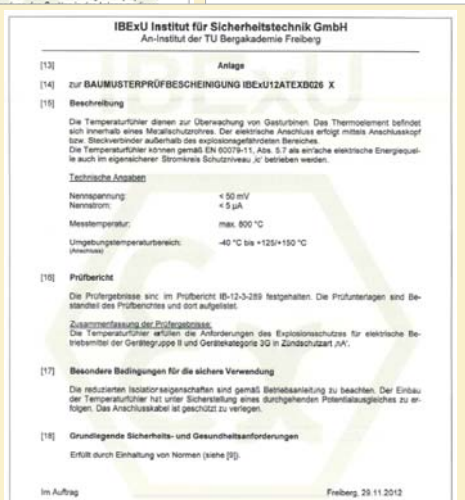 IBExU Institut für Sicherheitstechnik GmbH
An-Institut der TU Bergakademie Freiberg
[13] Anlage
[14] zur BAUMUSTERPRÜFBESCHEINIGUNG IBExU12ATEXB026 X
[15] Beschreibung
Die Temperaturfühler dienen zur Überwachung von Gasturbinen. Das Thermoelement befindet
sich innerhalb eines Metallschutzrohres. Der elektrische Anschluss erfolgt mittels Anschlusskopf
bzw. Steckverbinder außerhalb des explosionsgefährdeten Bereiches.
Die Temperaturfühler können gemäß EN 60079-11, Abs. 5.7 als einfache elektrische Energiequel-
le auch im eigensicherer Stromkreis Schutzniveau ‚ic' betrieben werden.
Technische Angaben
Nennspannung: < 50 mV
Nennstrom: < 5 µA
Messtemperatur: max. 800 °C
Umgebungstemperaturbereich: -40 °C bis +125/+150 °C
(Anschluss)
[16] Prüfbericht
Die Prüfergebnisse sind im Prüfbericht IB-12-3-289 festgehalten. Die Prüfunterlagen sind Be-
standteil des Prüfberichtes und dort aufgelistet.
Zusammenfassung der Prüfergebnisse:
Die Temperaturfühler erfüllen die Anforderungen des Explosionsschutzes für elektrische Be-
triebsmittel der Gerätegruppe II und Gerätekategorie 3G in Zündschutzart ‚nA'.
[17] Besondere Bedingungen für die sichere Verwendung
Die reduzierten Isolationseigenschaften sind gemäß Betriebsanleitung zu beachten. Der Einbau
der Temperaturfühler hat unter Sicherstellung eines durchgehenden Potentialausgleiches zu er-
folgen. Das Anschlusskabel ist geschützt zu verlegen.
[18] Grundlegende Sicherheits- und Gesundheitsanforderungen
Erfüllt durch Einhaltung von Normen (siehe [9]).
Im Auftrag Freiberg, 29.11.2012